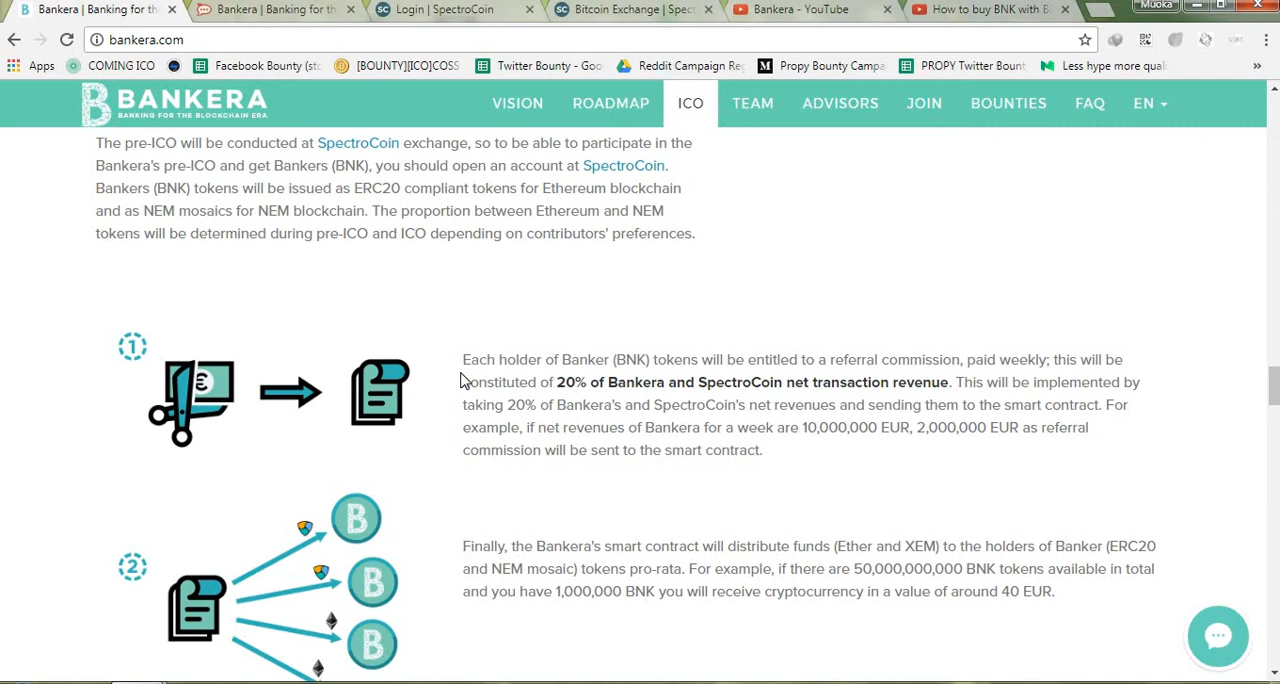 Bankera | Banking for th
Bankera | Banking for th
Login | SpectroCoin
Bitcoin Exchange | Spec
Bankera - YouTube
How to buy BNK with B
Muoka
bankera.com
Apps
COMING ICO
Facebook Bounty (stc
[BOUNTY][ICO]COSS
Twitter Bounty - Goo
Reddit Campaign Reg
Propy Bounty Campa
PROPY Twitter Bount
Less hype more qual
BANKERA
BANKING FOR THE BLOCKCHAIN ERA
VISION
ROADMAP
ICO
TEAM
ADVISORS
JOIN
BOUNTIES
FAQ
EN
The pre-ICO will be conducted at SpectroCoin exchange, so to be able to participate in the
Bankera's pre-ICO and get Bankers (BNK), you should open an account at SpectroCoin.
Bankers (BNK) tokens will be issued as ERC20 compliant tokens for Ethereum blockchain
and as NEM mosaics for NEM blockchain. The proportion between Ethereum and NEM
tokens will be determined during pre-ICO and ICO depending on contributors' preferences.
1
Each holder of Banker (BNK) tokens will be entitled to a referral commission, paid weekly; this will be
constituted of 20% of Bankera and SpectroCoin net transaction revenue. This will be implemented by
taking 20% of Bankera's and SpectroCoin's net revenues and sending them to the smart contract. For
example, if net revenues of Bankera for a week are 10,000,000 EUR, 2,000,000 EUR as referral
commission will be sent to the smart contract.
2
Finally, the Bankera's smart contract will distribute funds (Ether and XEM) to the holders of Banker (ERC20
and NEM mosaic) tokens pro-rata. For example, if there are 50,000,000,000 BNK tokens available in total
and you have 1,000,000 BNK you will receive cryptocurrency in a value of around 40 EUR.